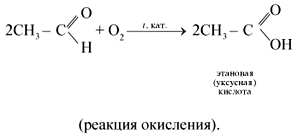 2CH₃ – C(=O)H + O₂ —t, кат.→ 2CH₃ – C(=O)OH
этановая
(уксусная)
кислота
(реакция окисления).